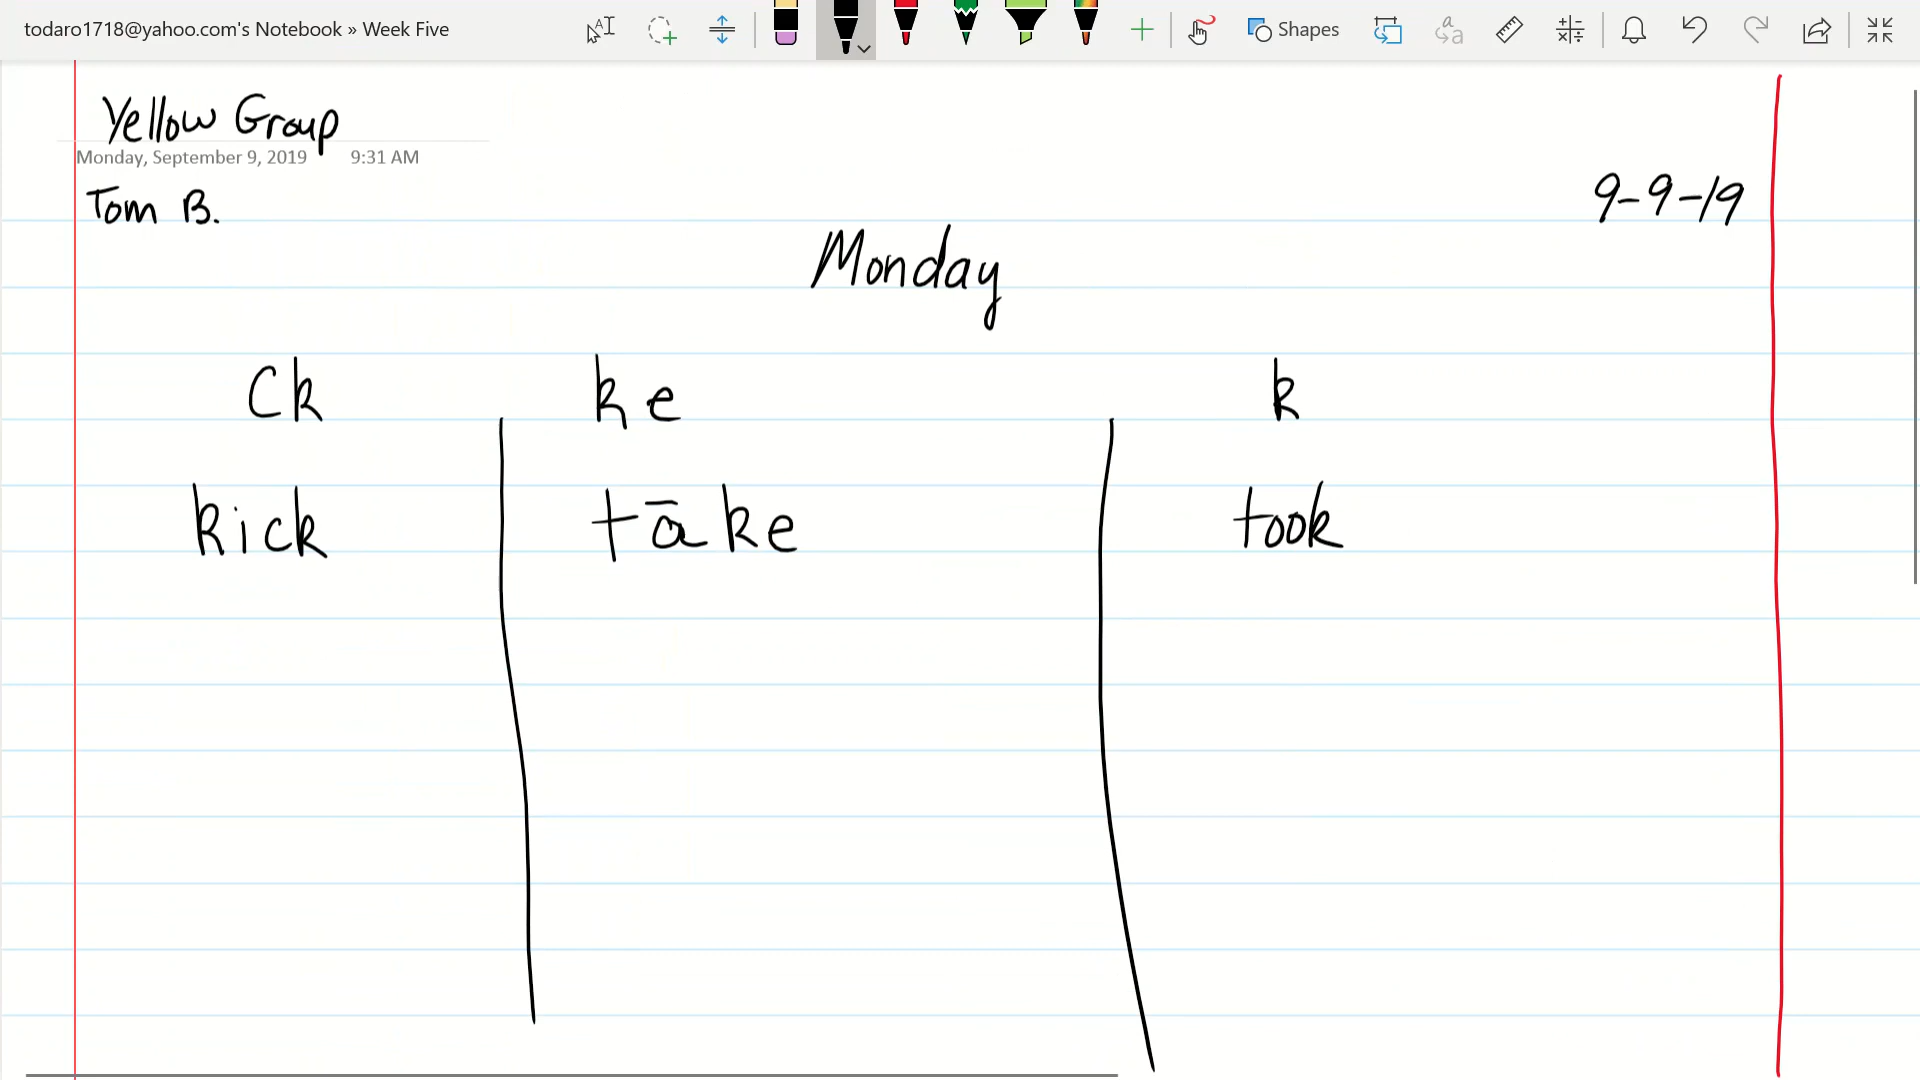 todaro1718@yahoo.com's Notebook » Week Five
Shapes
Yellow Group
Monday, September 9, 2019 9:31 AM
Tom B.
9-9-19
Monday
Ck ke k
kick tāke took